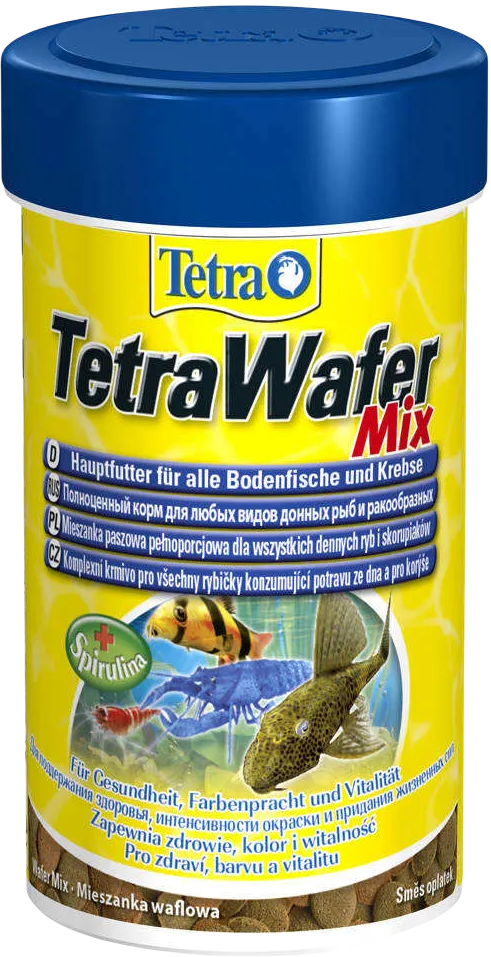 Tetra
Tetra
TetraWafer
Mix
D Hauptfutter für alle Bodenfische und Krebse
RUS Полноценный корм для любых видов донных рыб и ракообразных
PL Mieszanka paszowa pełnoporcjowa dla wszystkich dennych ryb i skorupiaków
CZ Komplexní krmivo pro všechny rybičky konzumující potravu ze dna a pro korýše
+
Spirulina
Für Gesundheit, Farbenpracht und Vitalität
Для поддержания здоровья, интенсивности окраски и придания жизненных сил
Zapewnia zdrowie, kolor i witalność
Pro zdraví, barvu a vitalitu
Wafer Mix · Mieszanka waflowa
Směs oplatek